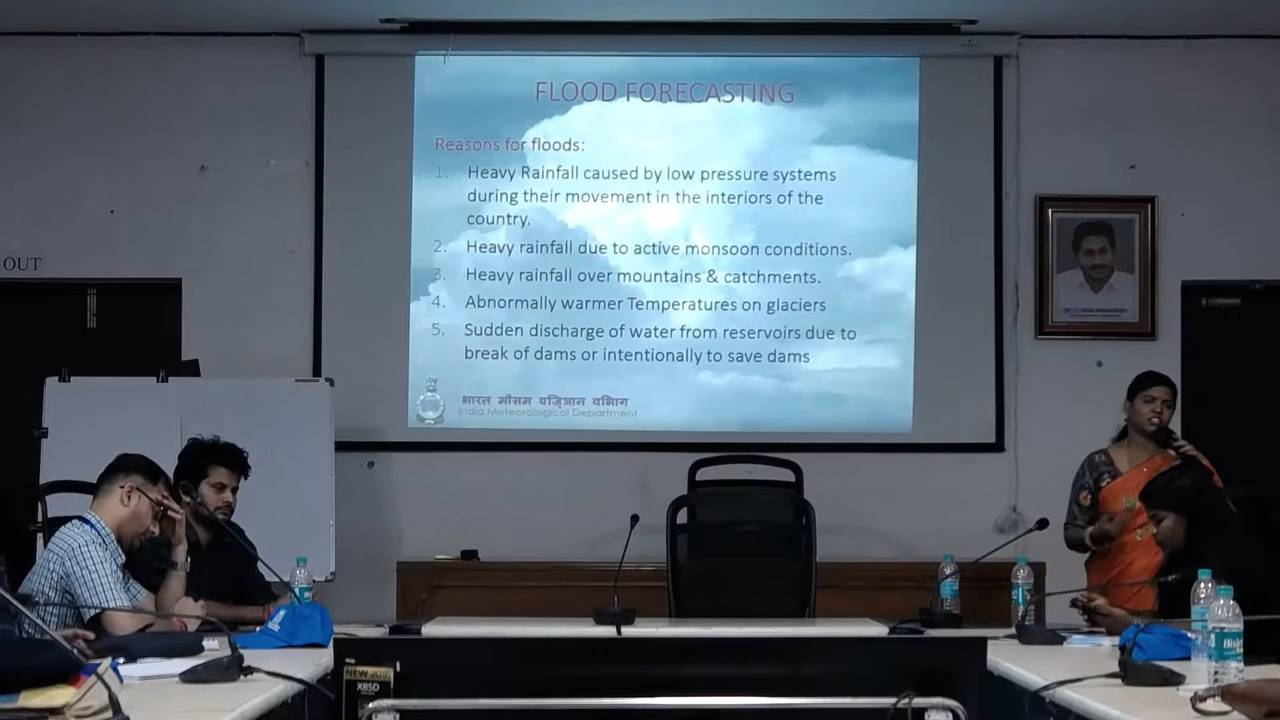 FLOOD FORECASTING
Reasons for floods:
1. Heavy Rainfall caused by low pressure systems
during their movement in the interiors of the
country.
2. Heavy rainfall due to active monsoon conditions.
3. Heavy rainfall over mountains & catchments.
4. Abnormally warmer Temperatures on glaciers
5. Sudden discharge of water from reservoirs due to
break of dams or intentionally to save dams
भारत मौसम विज्ञान विभाग
India Meteorological Department
OUT
NEW
X85D